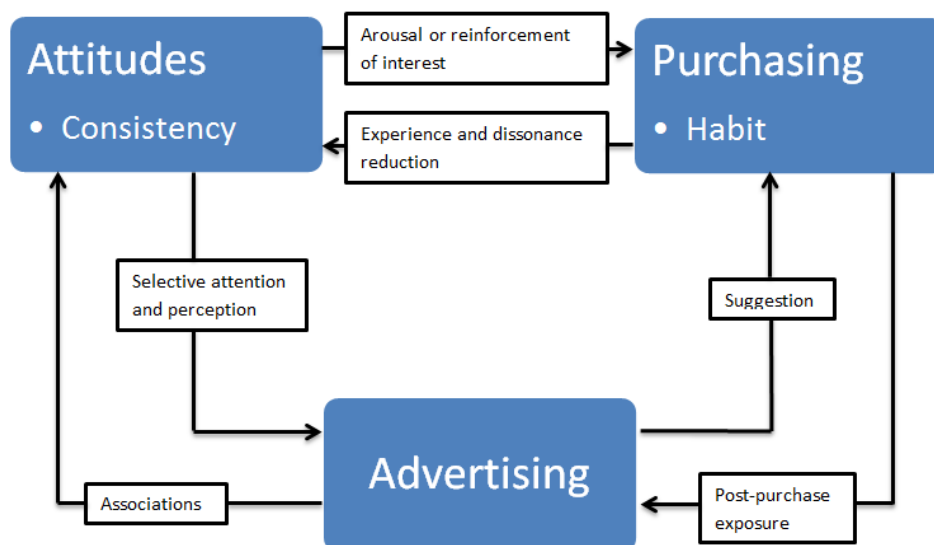 Attitudes
• Consistency
Arousal or reinforcement
of interest
Purchasing
• Habit
Experience and dissonance
reduction
Selective attention
and perception
Suggestion
Advertising
Associations
Post-purchase
exposure